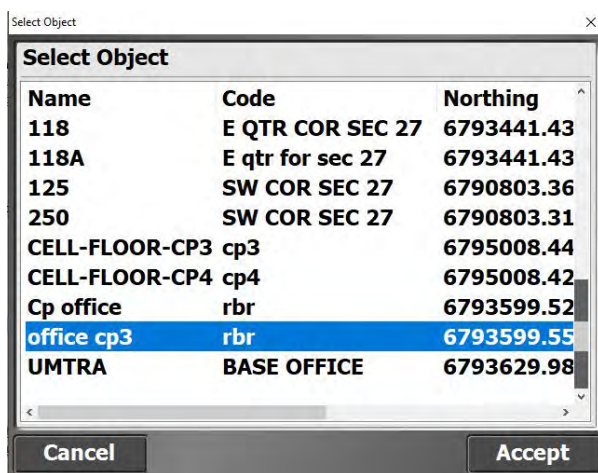 Select Object
Select Object
Name Code Northing
118 E QTR COR SEC 27 6793441.43
118A E qtr for sec 27 6793441.43
125 SW COR SEC 27 6790803.36
250 SW COR SEC 27 6790803.31
CELL-FLOOR-CP3 cp3 6795008.44
CELL-FLOOR-CP4 cp4 6795008.42
Cp office rbr 6793599.52
office cp3 rbr 6793599.55
UMTRA BASE OFFICE 6793629.98
Cancel Accept